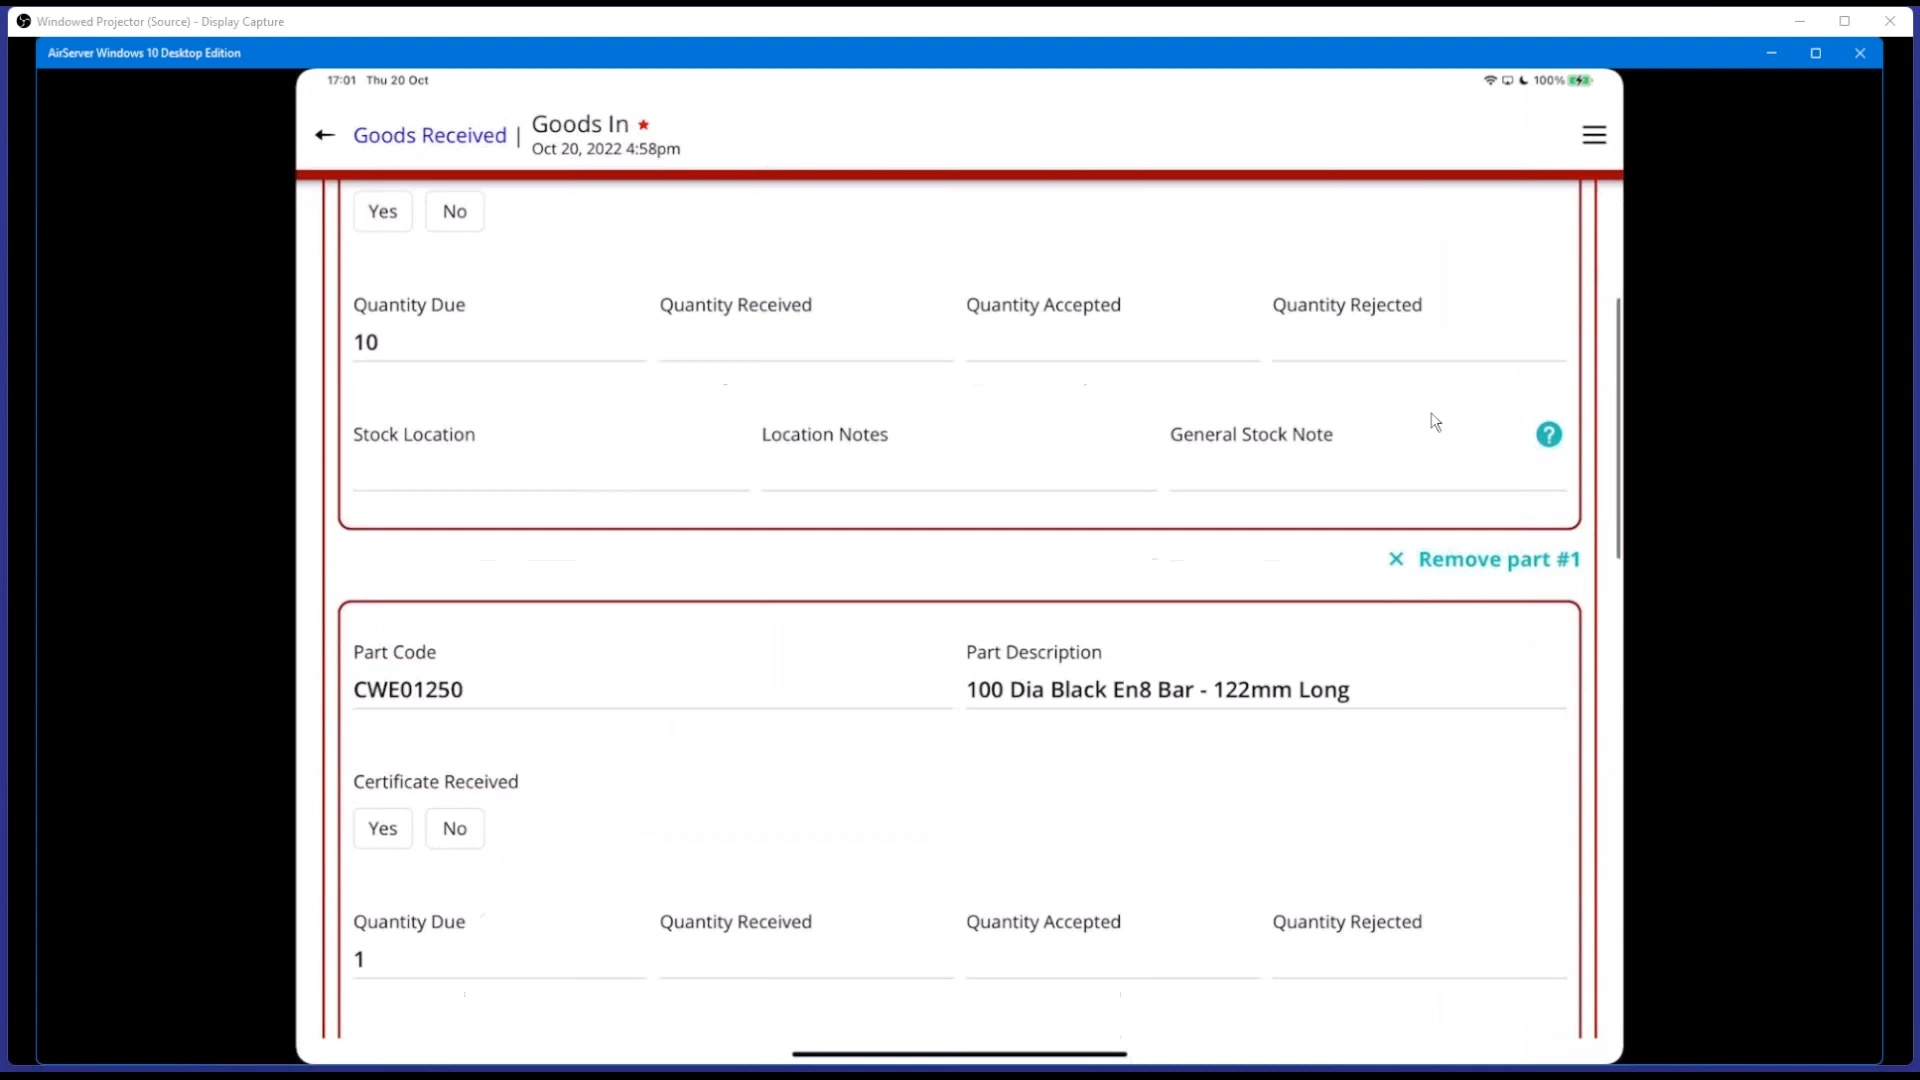 Windowed Projector (Source) - Display Capture
AirServer Windows 10 Desktop Edition
17:01 Thu 20 Oct
100%
Goods Received | Goods In
Oct 20, 2022 4:58pm
Yes No
Quantity Due Quantity Received Quantity Accepted Quantity Rejected
10
Stock Location Location Notes General Stock Note ?
× Remove part #1
Part Code Part Description
CWE01250 100 Dia Black En8 Bar - 122mm Long
Certificate Received
Yes No
Quantity Due Quantity Received Quantity Accepted Quantity Rejected
1